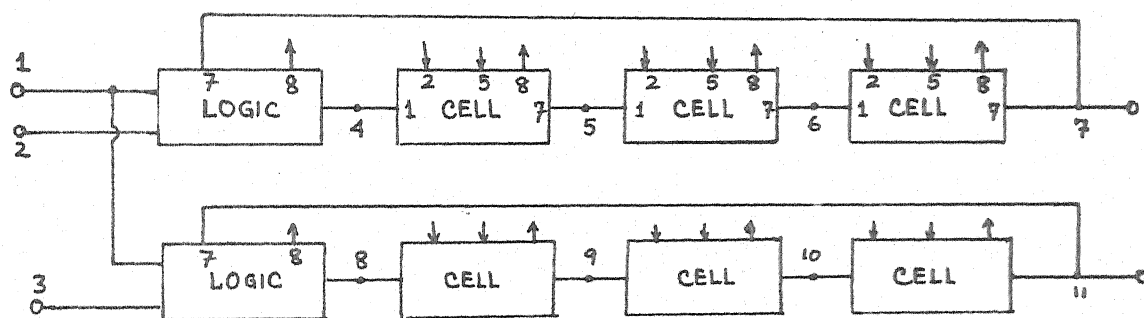 1
7 8 2 5 8 2 5 8 2 5 8
LOGIC 1 CELL 7 1 CELL 7 1 CELL 7
2 4 5 6 7
7 8 8 9 10
LOGIC CELL CELL CELL
3 11